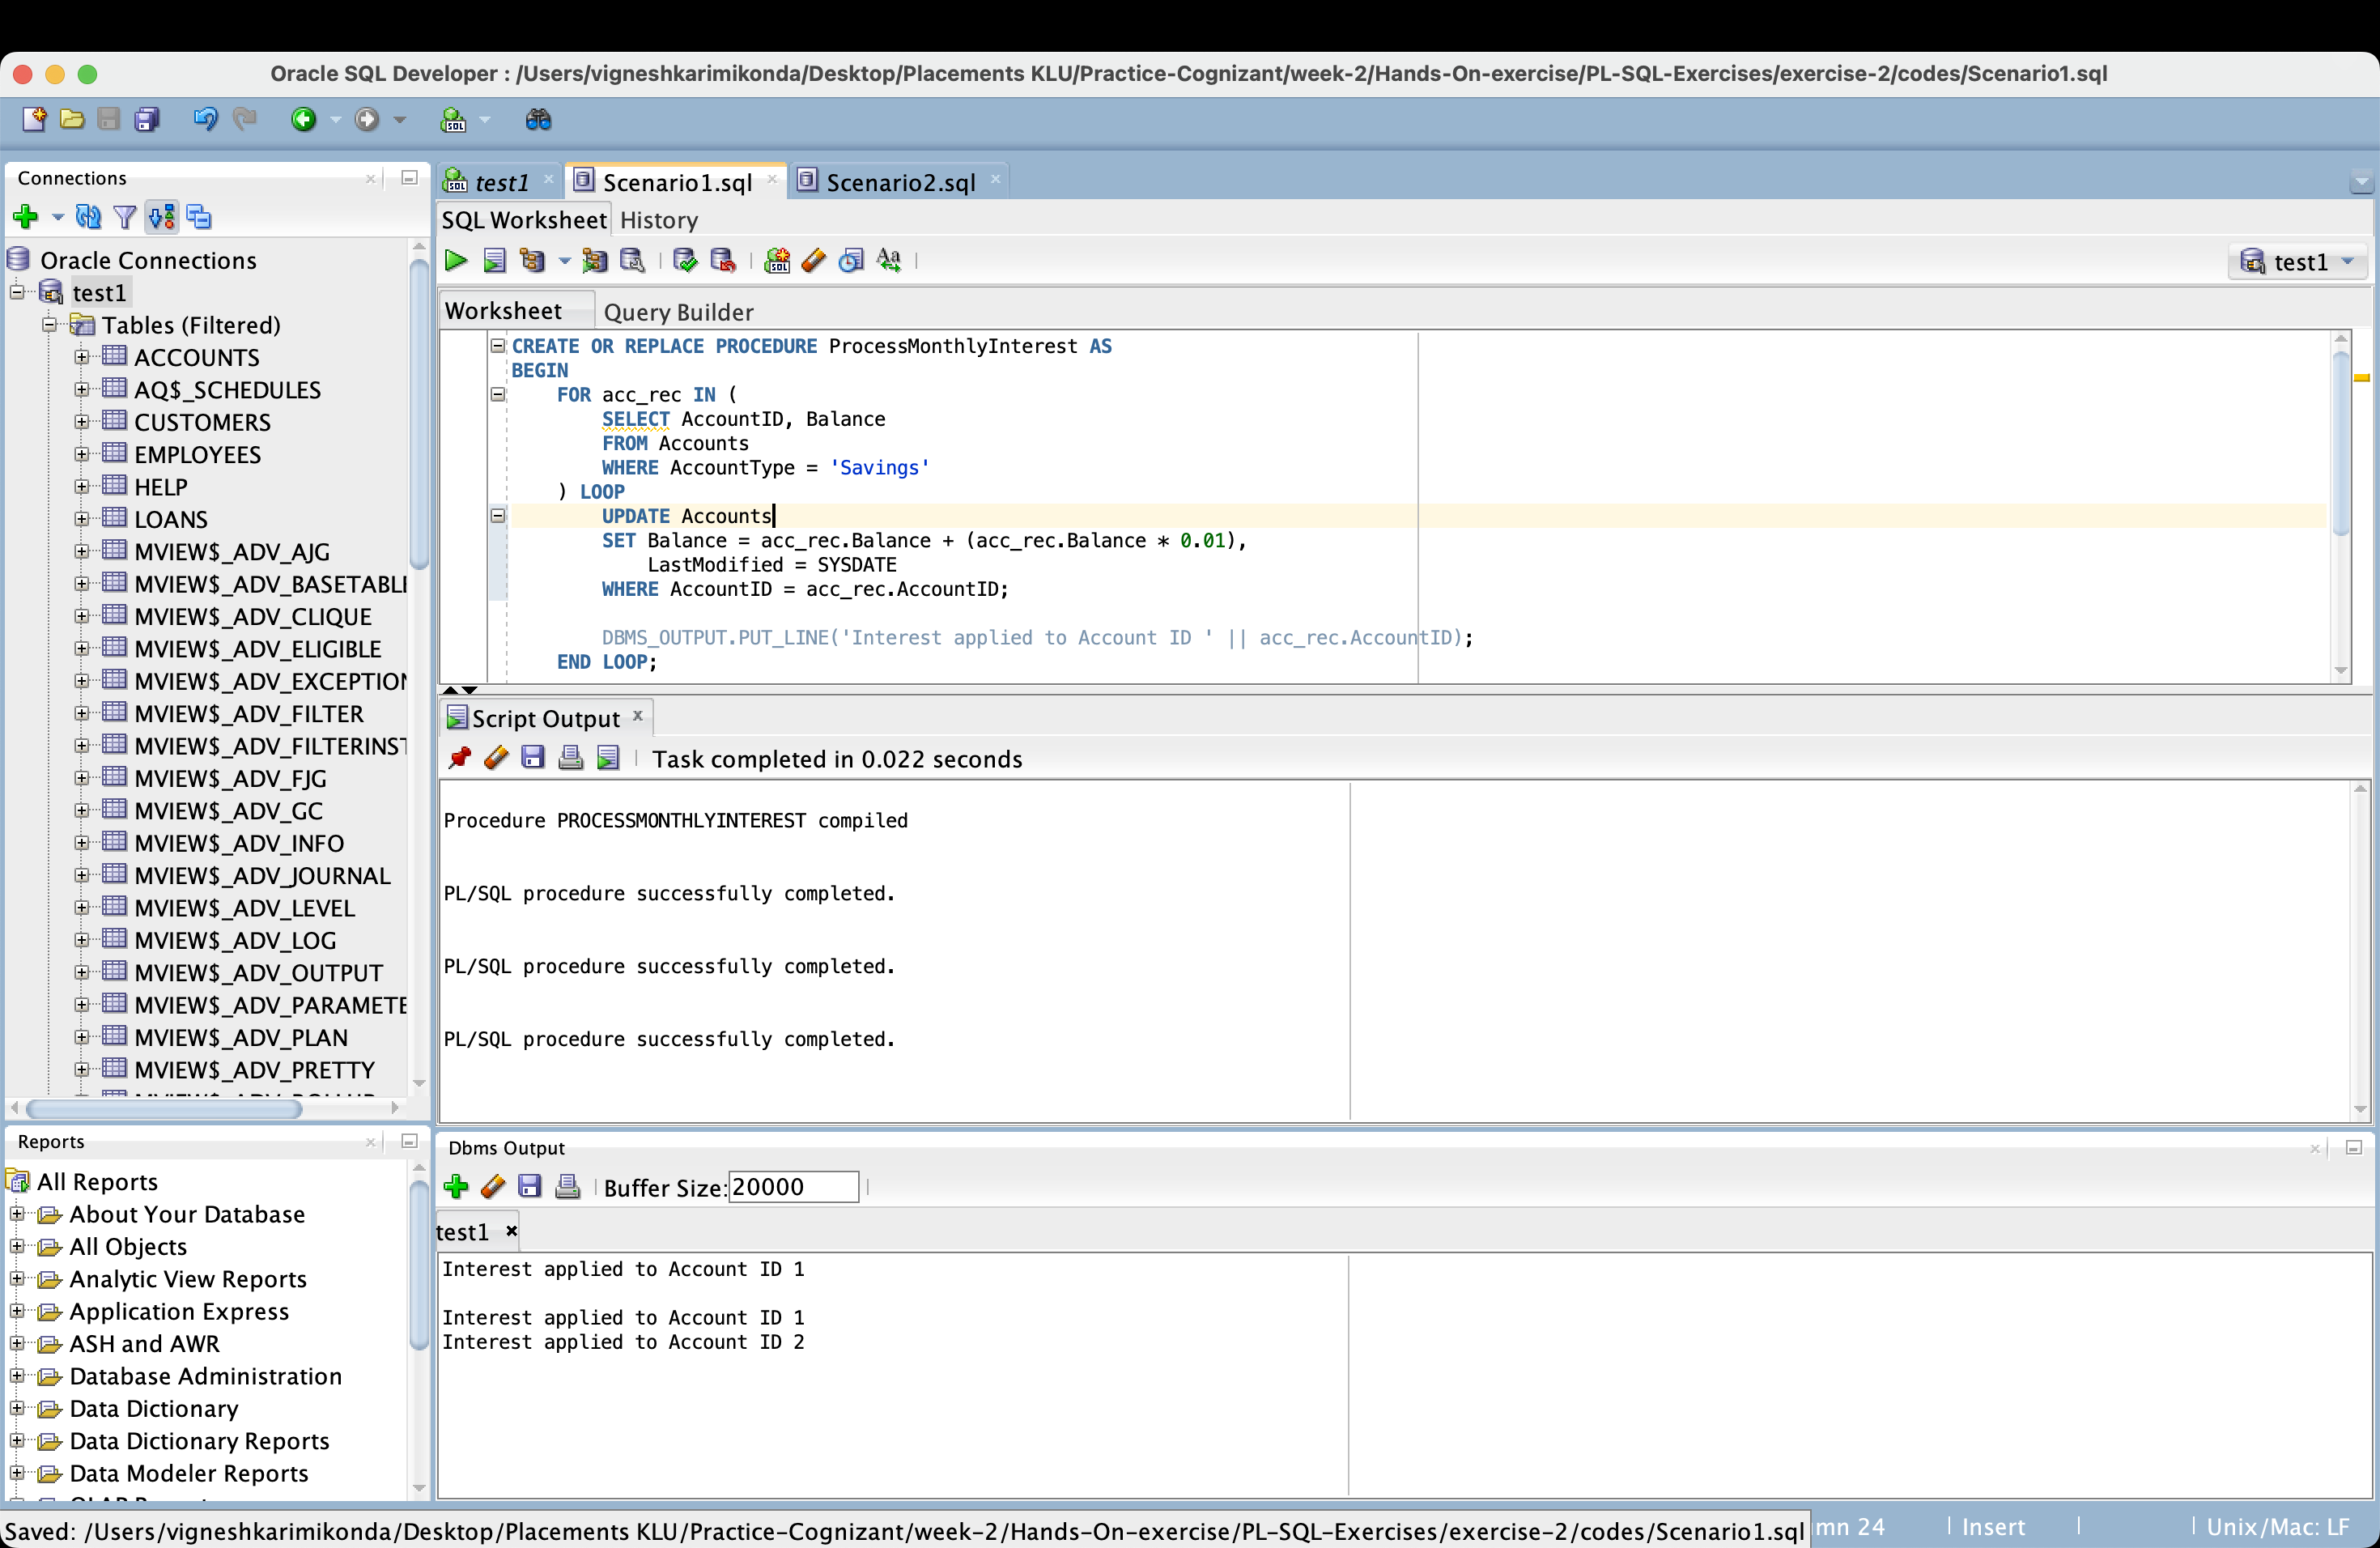 Oracle SQL Developer : /Users/vigneshkarimikonda/Desktop/Placements KLU/Practice-Cognizant/week-2/Hands-On-exercise/PL-SQL-Exercises/exercise-2/codes/Scenario1.sql
Connections
Oracle Connections
test1
Tables (Filtered)
ACCOUNTS
AQ$_SCHEDULES
CUSTOMERS
EMPLOYEES
HELP
LOANS
MVIEW$_ADV_AJG
MVIEW$_ADV_BASETABLE
MVIEW$_ADV_CLIQUE
MVIEW$_ADV_ELIGIBLE
MVIEW$_ADV_EXCEPTION
MVIEW$_ADV_FILTER
MVIEW$_ADV_FILTERINST
MVIEW$_ADV_FJG
MVIEW$_ADV_GC
MVIEW$_ADV_INFO
MVIEW$_ADV_JOURNAL
MVIEW$_ADV_LEVEL
MVIEW$_ADV_LOG
MVIEW$_ADV_OUTPUT
MVIEW$_ADV_PARAMETE
MVIEW$_ADV_PLAN
MVIEW$_ADV_PRETTY
Reports
All Reports
About Your Database
All Objects
Analytic View Reports
Application Express
ASH and AWR
Database Administration
Data Dictionary
Data Dictionary Reports
Data Modeler Reports
test1 Scenario1.sql Scenario2.sql
SQL Worksheet History
test1
Worksheet Query Builder
CREATE OR REPLACE PROCEDURE ProcessMonthlyInterest AS
BEGIN
FOR acc_rec IN (
SELECT AccountID, Balance
FROM Accounts
WHERE AccountType = 'Savings'
) LOOP
UPDATE Accounts
SET Balance = acc_rec.Balance + (acc_rec.Balance * 0.01),
LastModified = SYSDATE
WHERE AccountID = acc_rec.AccountID;
DBMS_OUTPUT.PUT_LINE('Interest applied to Account ID ' || acc_rec.AccountID);
END LOOP;
Script Output
Task completed in 0.022 seconds
Procedure PROCESSMONTHLYINTEREST compiled
PL/SQL procedure successfully completed.
PL/SQL procedure successfully completed.
PL/SQL procedure successfully completed.
Dbms Output
Buffer Size: 20000
test1
Interest applied to Account ID 1
Interest applied to Account ID 1
Interest applied to Account ID 2
Saved: /Users/vigneshkarimikonda/Desktop/Placements KLU/Practice-Cognizant/week-2/Hands-On-exercise/PL-SQL-Exercises/exercise-2/codes/Scenario1.sql
mn 24 Insert Unix/Mac: LF